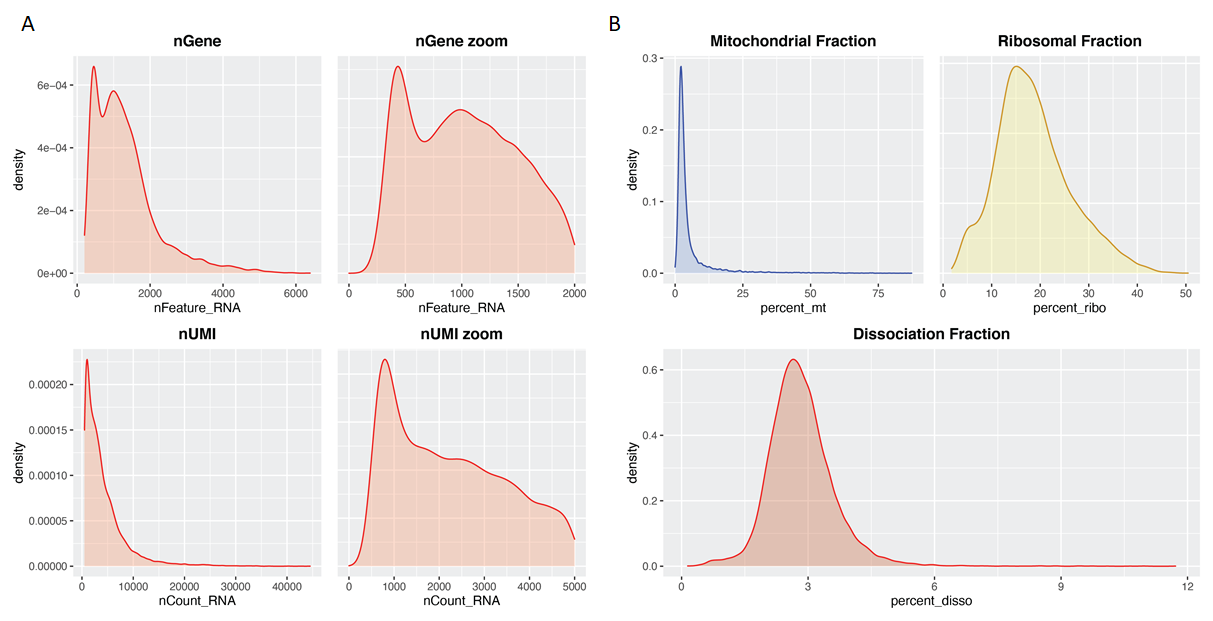 A
B
nGene
nGene zoom
Mitochondrial Fraction
Ribosomal Fraction
density
6e−04
4e−04
2e−04
0e+00
0 2000 4000 6000
nFeature_RNA
0 500 1000 1500 2000
nFeature_RNA
density
0.3
0.2
0.1
0.0
0 25 50 75
percent_mt
0 10 20 30 40 50
percent_ribo
nUMI
nUMI zoom
Dissociation Fraction
density
0.00020
0.00015
0.00010
0.00005
0.00000
0 10000 20000 30000 40000
nCount_RNA
0 1000 2000 3000 4000 5000
nCount_RNA
density
0.6
0.4
0.2
0.0
0 3 6 9 12
percent_disso